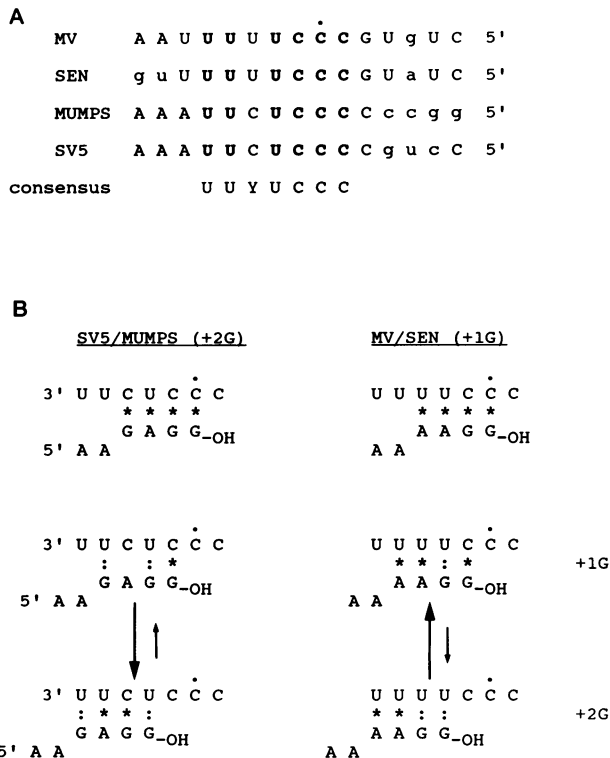 A
MV A A U U U U U C C C G U g U C 5'
SEN g u U U U U U C C C G U a U C 5'
MUMPS A A A U U C U C C C C c c g g 5'
SV5 A A A U U C U C C C C g u c C 5'
consensus U U Y U C C C
B
SV5/MUMPS (+2G) MV/SEN (+1G)
3' U U C U C C C U U U U C C C
* * * * * * * *
G A G G-OH A A G G-OH
5' A A A A
3' U U C U C C C U U U U C C C +1G
: : * * * : *
G A G G-OH A A G G-OH
5' A A A A
3' U U C U C C C U U U U C C C +2G
: * * : * * : :
G A G G-OH A A G G-OH
5' A A A A